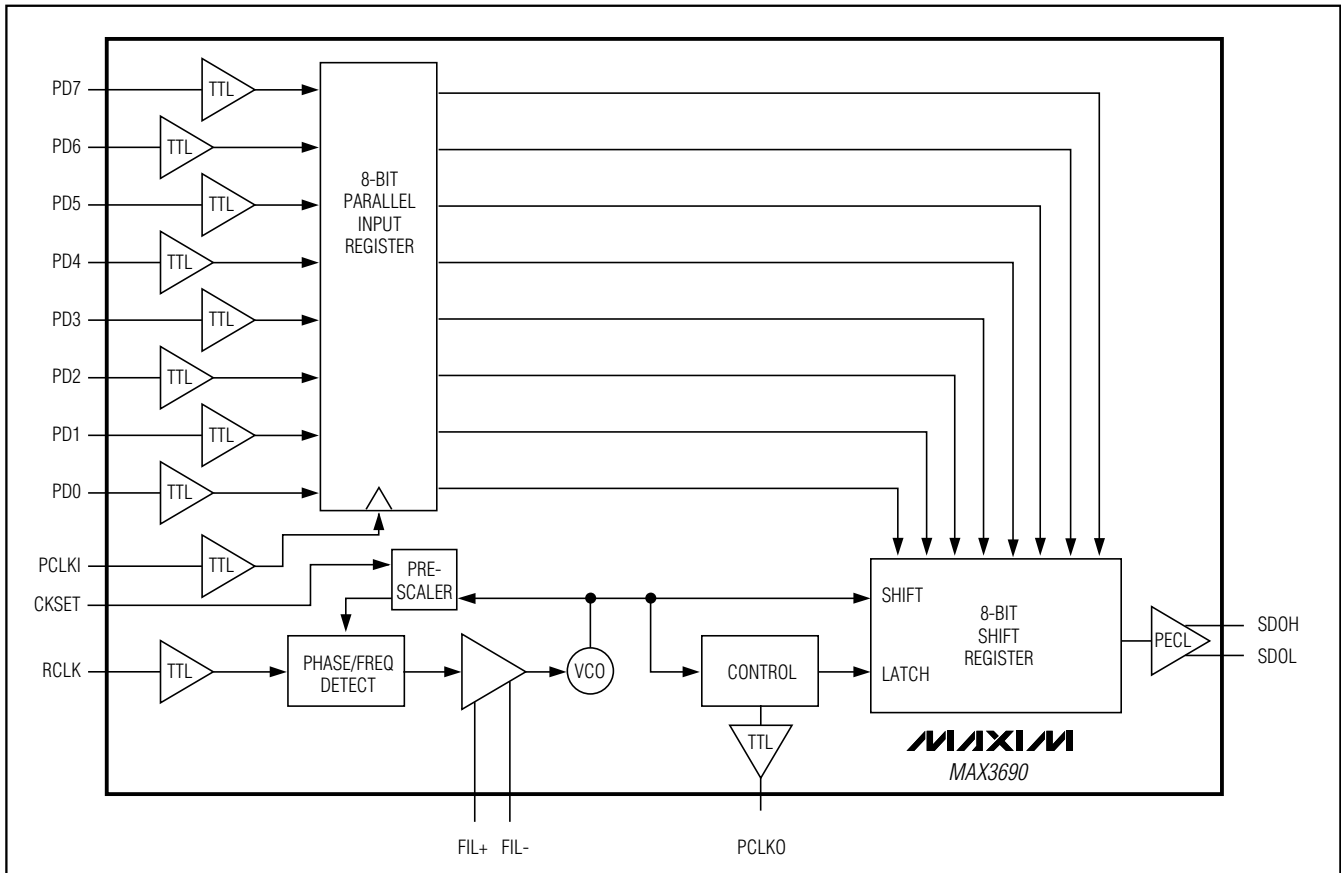 PD7
TTL
PD6
TTL
PD5
TTL
PD4
TTL
PD3
TTL
PD2
TTL
PD1
TTL
PD0
TTL
8-BIT
PARALLEL
INPUT
REGISTER
PCLKI
TTL
CKSET
PRE-
SCALER
RCLK
TTL
PHASE/FREQ
DETECT
VCO
CONTROL
TTL
SHIFT
LATCH
8-BIT
SHIFT
REGISTER
PECL
SDOH
SDOL
MAXIM
MAX3690
FIL+ FIL-
PCLKO